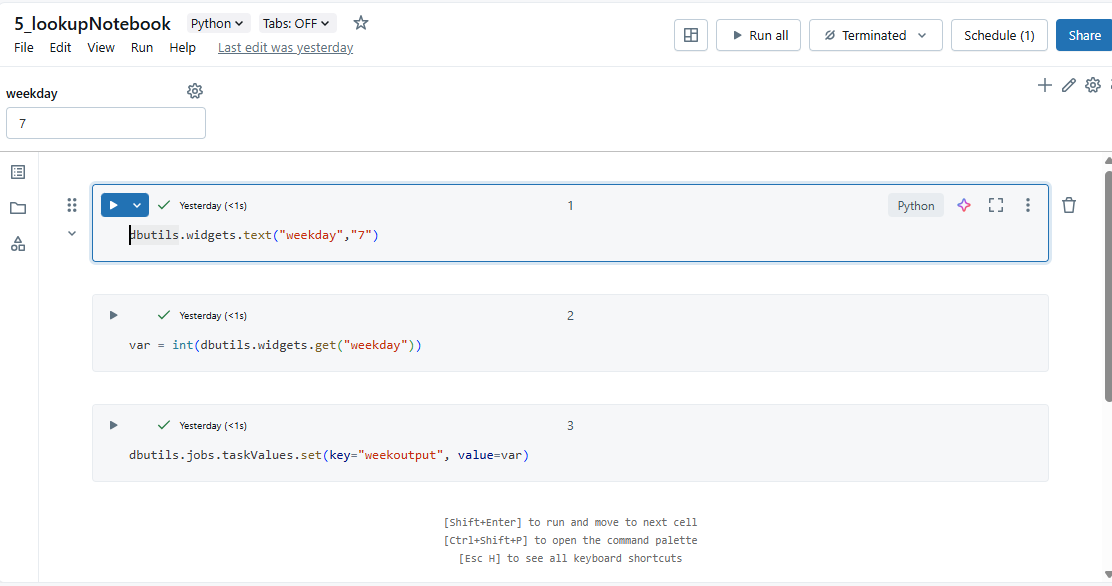 5_lookupNotebook Python Tabs: OFF
File Edit View Run Help Last edit was yesterday
Run all Terminated Schedule (1) Share
weekday
7
Yesterday (<1s) 1 Python
dbutils.widgets.text("weekday","7")
Yesterday (<1s) 2
var = int(dbutils.widgets.get("weekday"))
Yesterday (<1s) 3
dbutils.jobs.taskValues.set(key="weekoutput", value=var)
[Shift+Enter] to run and move to next cell
[Ctrl+Shift+P] to open the command palette
[Esc H] to see all keyboard shortcuts